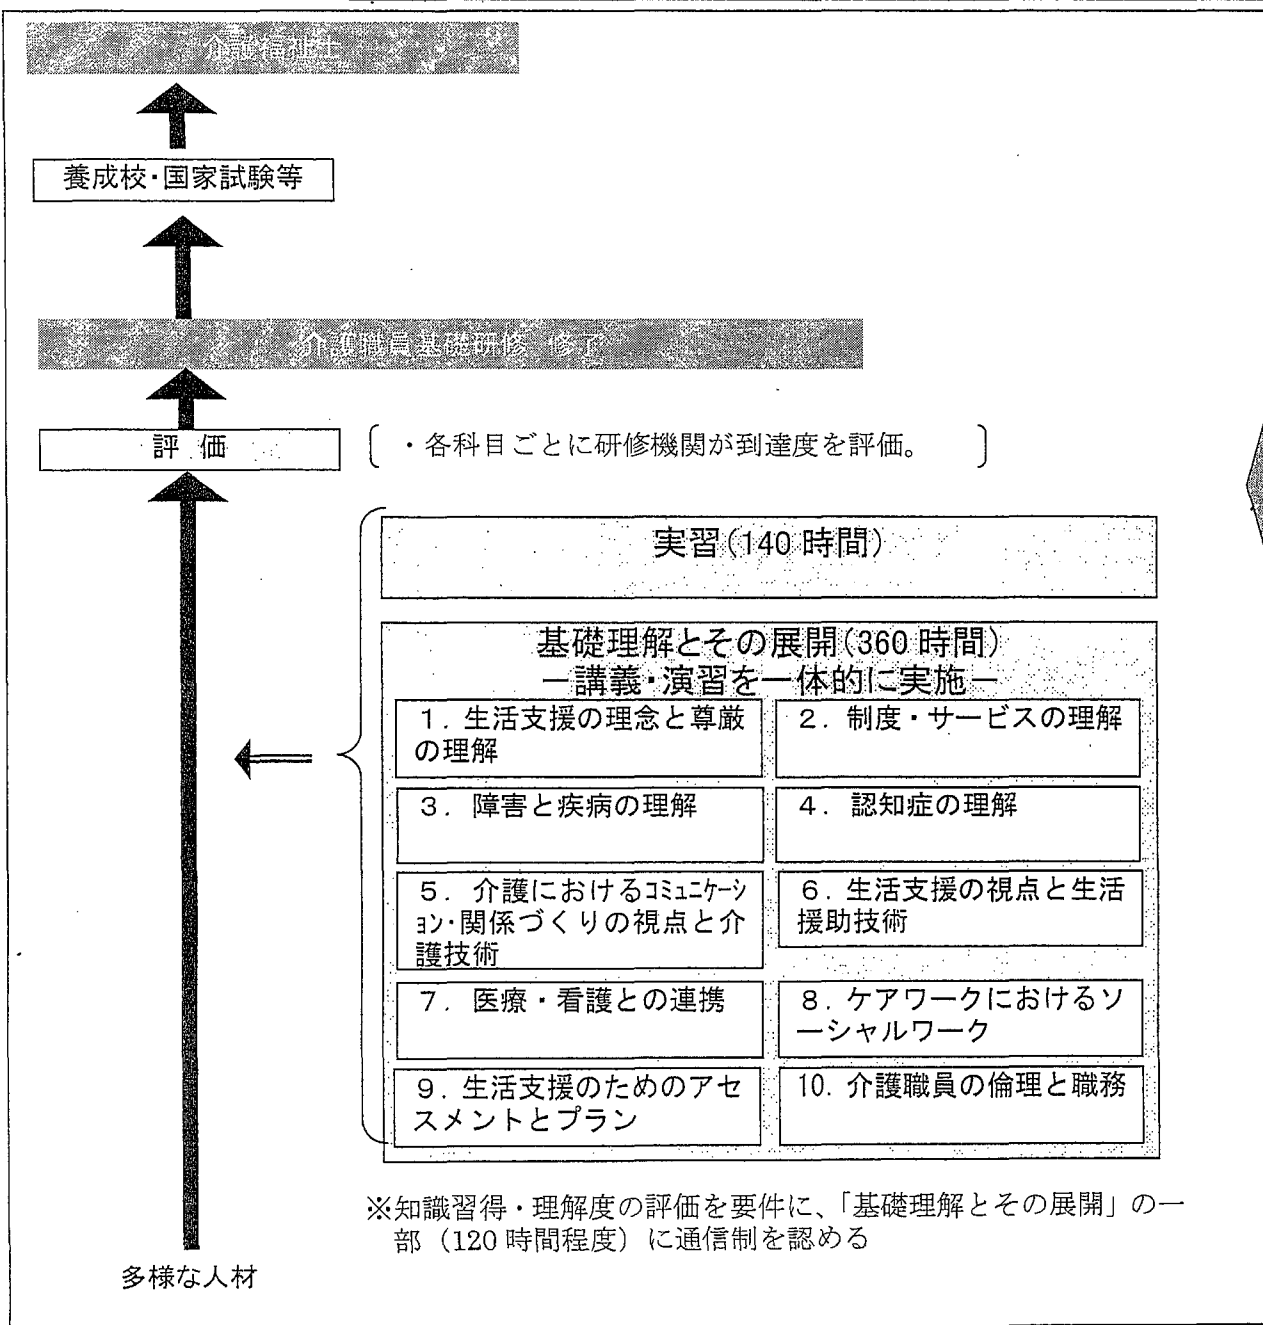 介護福祉士
養成校・国家試験等
介護職員基礎研修 修了
評 価
・各科目ごとに研修機関が到達度を評価。
実習(140時間)
基礎理解とその展開(360時間)
－講義・演習を一体的に実施－
1．生活支援の理念と尊厳
の理解
2．制度・サービスの理解
3．障害と疾病の理解
4．認知症の理解
5．介護におけるｺﾐｭﾆｹｰｼ
ｮﾝ・関係づくりの視点と介
護技術
6．生活支援の視点と生活
援助技術
7．医療・看護との連携
8．ケアワークにおけるソ
ーシャルワーク
9．生活支援のためのアセ
スメントとプラン
10．介護職員の倫理と職務
※知識習得・理解度の評価を要件に、「基礎理解とその展開」の一
部（120時間程度）に通信制を認める
多様な人材